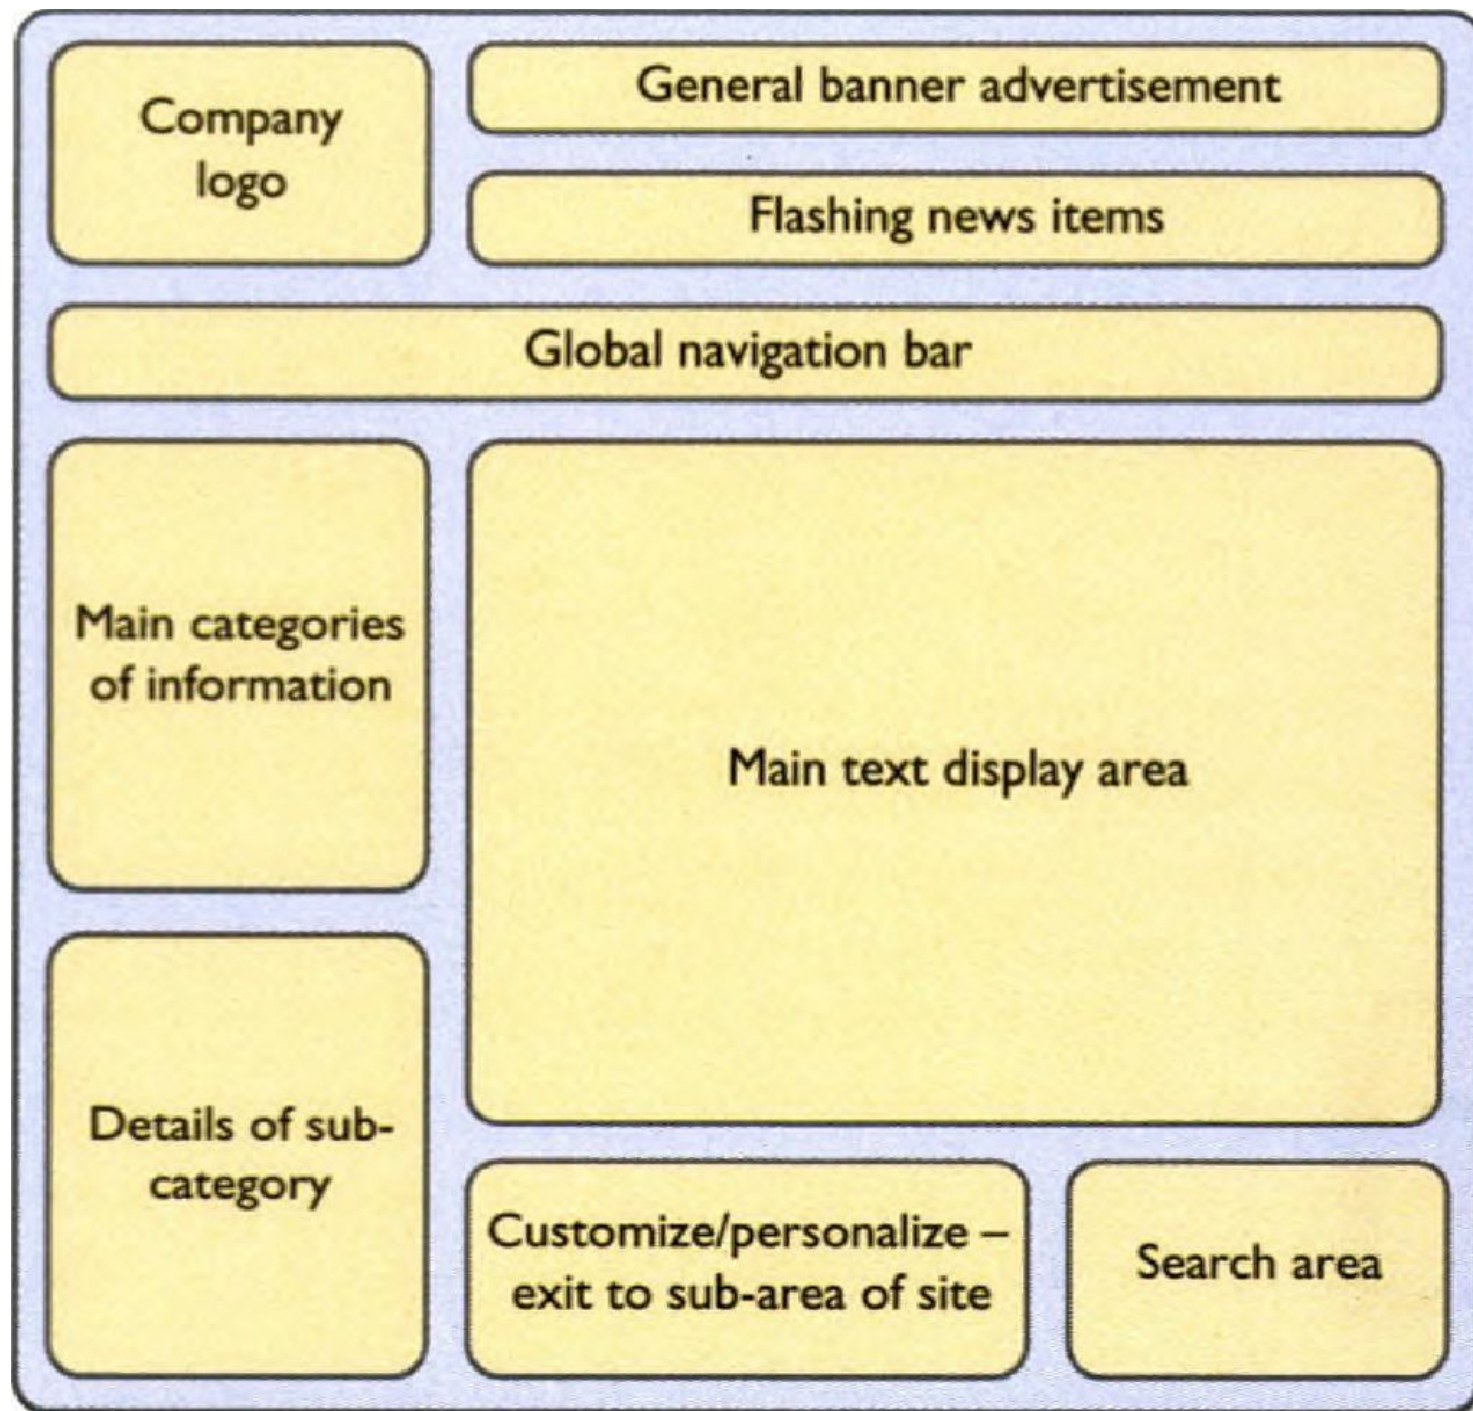 Company
logo
General banner advertisement
Flashing news items
Global navigation bar
Main categories
of information
Main text display area
Details of sub-
category
Customize/personalize –
exit to sub-area of site
Search area